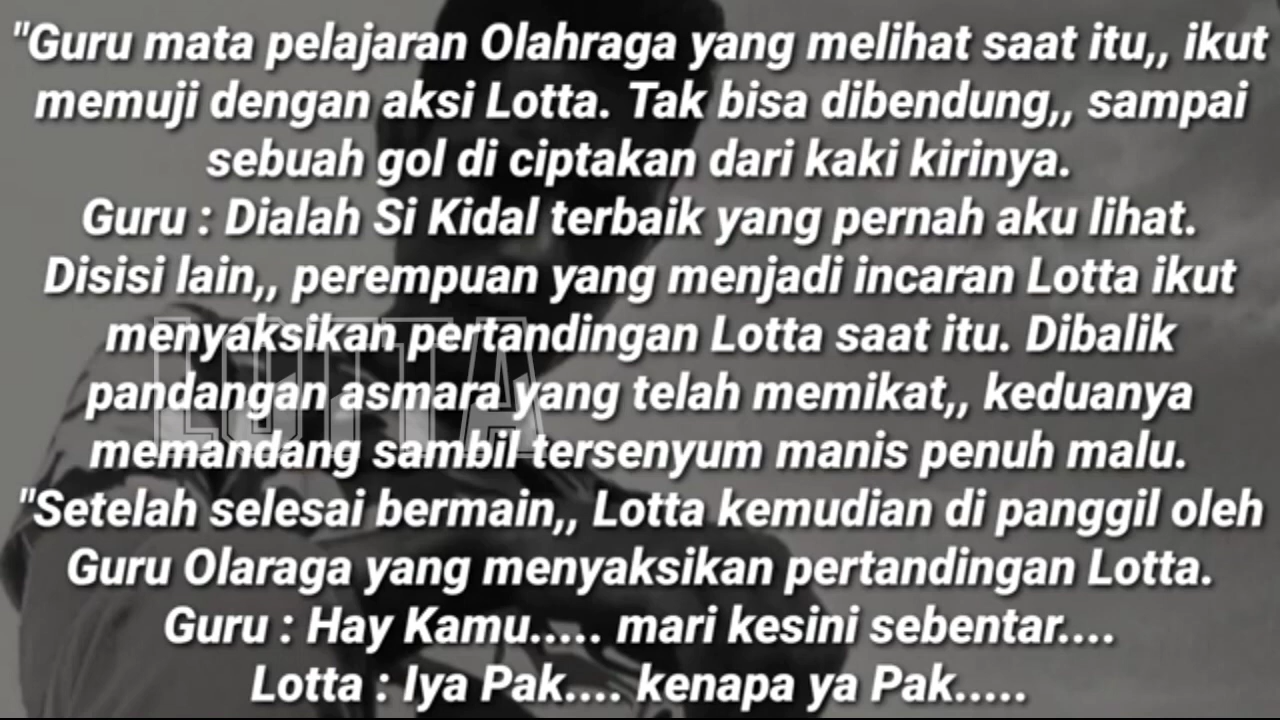 "Guru mata pelajaran Olahraga yang melihat saat itu,, ikut
memuji dengan aksi Lotta. Tak bisa dibendung,, sampai
sebuah gol di ciptakan dari kaki kirinya.
Guru : Dialah Si Kidal terbaik yang pernah aku lihat.
Disisi lain,, perempuan yang menjadi incaran Lotta ikut
menyaksikan pertandingan Lotta saat itu. Dibalik
pandangan asmara yang telah memikat,, keduanya
memandang sambil tersenyum manis penuh malu.
"Setelah selesai bermain,, Lotta kemudian di panggil oleh
Guru Olaraga yang menyaksikan pertandingan Lotta.
Guru : Hay Kamu..... mari kesini sebentar....
Lotta : Iya Pak.... kenapa ya Pak.....
LOTTA